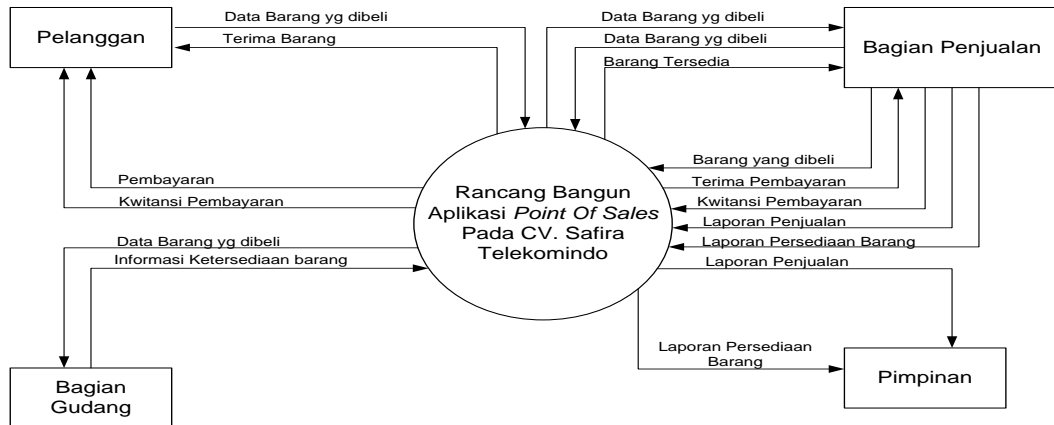 Data Barang yg dibeli
Terima Barang
Pelanggan
Data Barang yg dibeli
Data Barang yg dibeli
Barang Tersedia
Bagian Penjualan
Pembayaran
Kwitansi Pembayaran
Rancang Bangun
Aplikasi Point Of Sales
Pada CV. Safira
Telekomindo
Barang yang dibeli
Terima Pembayaran
Kwitansi Pembayaran
Laporan Penjualan
Laporan Persediaan Barang
Laporan Penjualan
Data Barang yg dibeli
Informasi Ketersediaan barang
Bagian
Gudang
Laporan Persediaan
Barang
Pimpinan